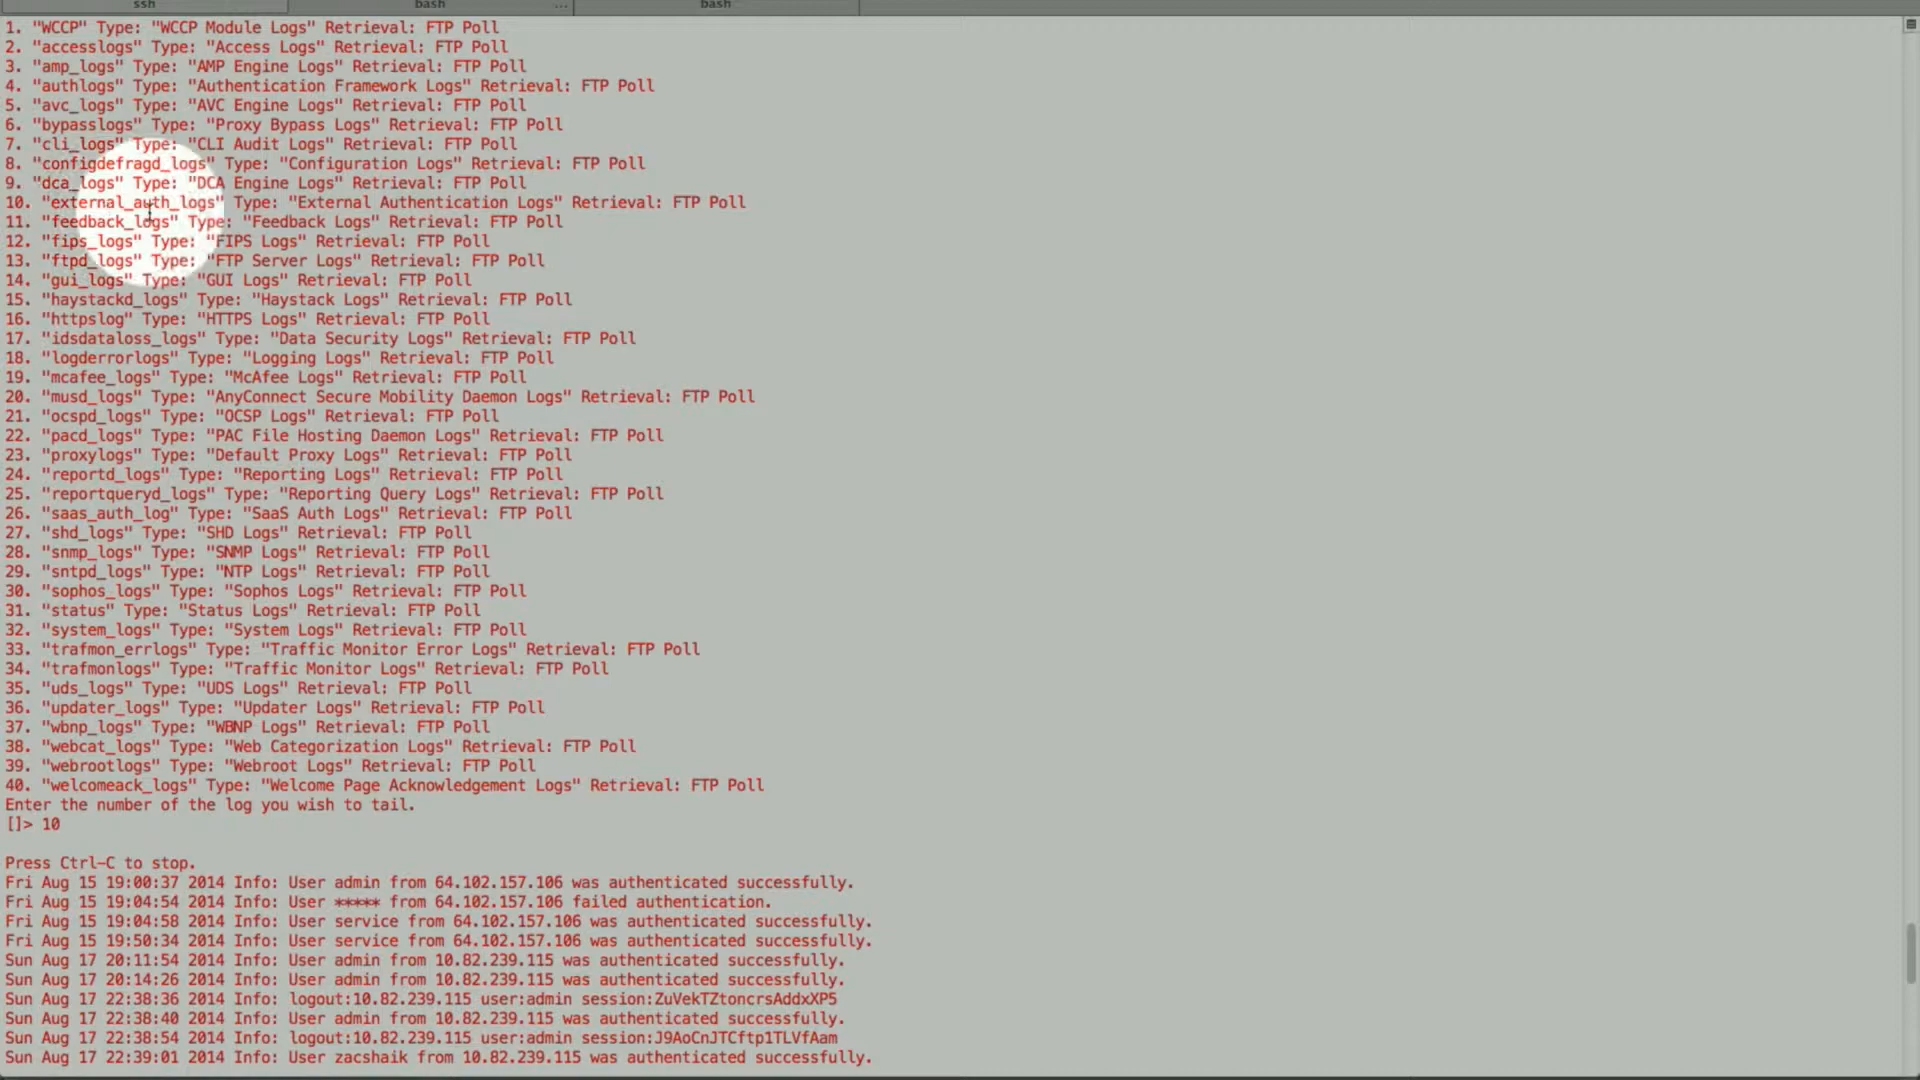 ssh bash ... bash
1. "WCCP" Type: "WCCP Module Logs" Retrieval: FTP Poll
2. "accesslogs" Type: "Access Logs" Retrieval: FTP Poll
3. "amp_logs" Type: "AMP Engine Logs" Retrieval: FTP Poll
4. "authlogs" Type: "Authentication Framework Logs" Retrieval: FTP Poll
5. "avc_logs" Type: "AVC Engine Logs" Retrieval: FTP Poll
6. "bypasslogs" Type: "Proxy Bypass Logs" Retrieval: FTP Poll
7. "cli_logs" Type: "CLI Audit Logs" Retrieval: FTP Poll
8. "configdefragd_logs" Type: "Configuration Logs" Retrieval: FTP Poll
9. "dca_logs" Type: "DCA Engine Logs" Retrieval: FTP Poll
10. "external_auth_logs" Type: "External Authentication Logs" Retrieval: FTP Poll
11. "feedback_logs" Type: "Feedback Logs" Retrieval: FTP Poll
12. "fips_logs" Type: "FIPS Logs" Retrieval: FTP Poll
13. "ftpd_logs" Type: "FTP Server Logs" Retrieval: FTP Poll
14. "gui_logs" Type: "GUI Logs" Retrieval: FTP Poll
15. "haystackd_logs" Type: "Haystack Logs" Retrieval: FTP Poll
16. "httpslog" Type: "HTTPS Logs" Retrieval: FTP Poll
17. "idsdataloss_logs" Type: "Data Security Logs" Retrieval: FTP Poll
18. "logderrorlogs" Type: "Logging Logs" Retrieval: FTP Poll
19. "mcafee_logs" Type: "McAfee Logs" Retrieval: FTP Poll
20. "musd_logs" Type: "AnyConnect Secure Mobility Daemon Logs" Retrieval: FTP Poll
21. "ocspd_logs" Type: "OCSP Logs" Retrieval: FTP Poll
22. "pacd_logs" Type: "PAC File Hosting Daemon Logs" Retrieval: FTP Poll
23. "proxylogs" Type: "Default Proxy Logs" Retrieval: FTP Poll
24. "reportd_logs" Type: "Reporting Logs" Retrieval: FTP Poll
25. "reportqueryd_logs" Type: "Reporting Query Logs" Retrieval: FTP Poll
26. "saas_auth_log" Type: "SaaS Auth Logs" Retrieval: FTP Poll
27. "shd_logs" Type: "SHD Logs" Retrieval: FTP Poll
28. "snmp_logs" Type: "SNMP Logs" Retrieval: FTP Poll
29. "sntpd_logs" Type: "NTP Logs" Retrieval: FTP Poll
30. "sophos_logs" Type: "Sophos Logs" Retrieval: FTP Poll
31. "status" Type: "Status Logs" Retrieval: FTP Poll
32. "system_logs" Type: "System Logs" Retrieval: FTP Poll
33. "trafmon_errlogs" Type: "Traffic Monitor Error Logs" Retrieval: FTP Poll
34. "trafmonlogs" Type: "Traffic Monitor Logs" Retrieval: FTP Poll
35. "uds_logs" Type: "UDS Logs" Retrieval: FTP Poll
36. "updater_logs" Type: "Updater Logs" Retrieval: FTP Poll
37. "wbnp_logs" Type: "WBNP Logs" Retrieval: FTP Poll
38. "webcat_logs" Type: "Web Categorization Logs" Retrieval: FTP Poll
39. "webrootlogs" Type: "Webroot Logs" Retrieval: FTP Poll
40. "welcomeack_logs" Type: "Welcome Page Acknowledgement Logs" Retrieval: FTP Poll
Enter the number of the log you wish to tail.
[]> 10
Press Ctrl-C to stop.
Fri Aug 15 19:00:37 2014 Info: User admin from 64.102.157.106 was authenticated successfully.
Fri Aug 15 19:04:54 2014 Info: User ***** from 64.102.157.106 failed authentication.
Fri Aug 15 19:04:58 2014 Info: User service from 64.102.157.106 was authenticated successfully.
Fri Aug 15 19:50:34 2014 Info: User service from 64.102.157.106 was authenticated successfully.
Sun Aug 17 20:11:54 2014 Info: User admin from 10.82.239.115 was authenticated successfully.
Sun Aug 17 20:14:26 2014 Info: User admin from 10.82.239.115 was authenticated successfully.
Sun Aug 17 22:38:36 2014 Info: logout:10.82.239.115 user:admin session:ZuVekTZtoncrsAddxXP5
Sun Aug 17 22:38:40 2014 Info: User admin from 10.82.239.115 was authenticated successfully.
Sun Aug 17 22:38:54 2014 Info: logout:10.82.239.115 user:admin session:J9AoCnJTCftp1TLVfAam
Sun Aug 17 22:39:01 2014 Info: User zacshaik from 10.82.239.115 was authenticated successfully.